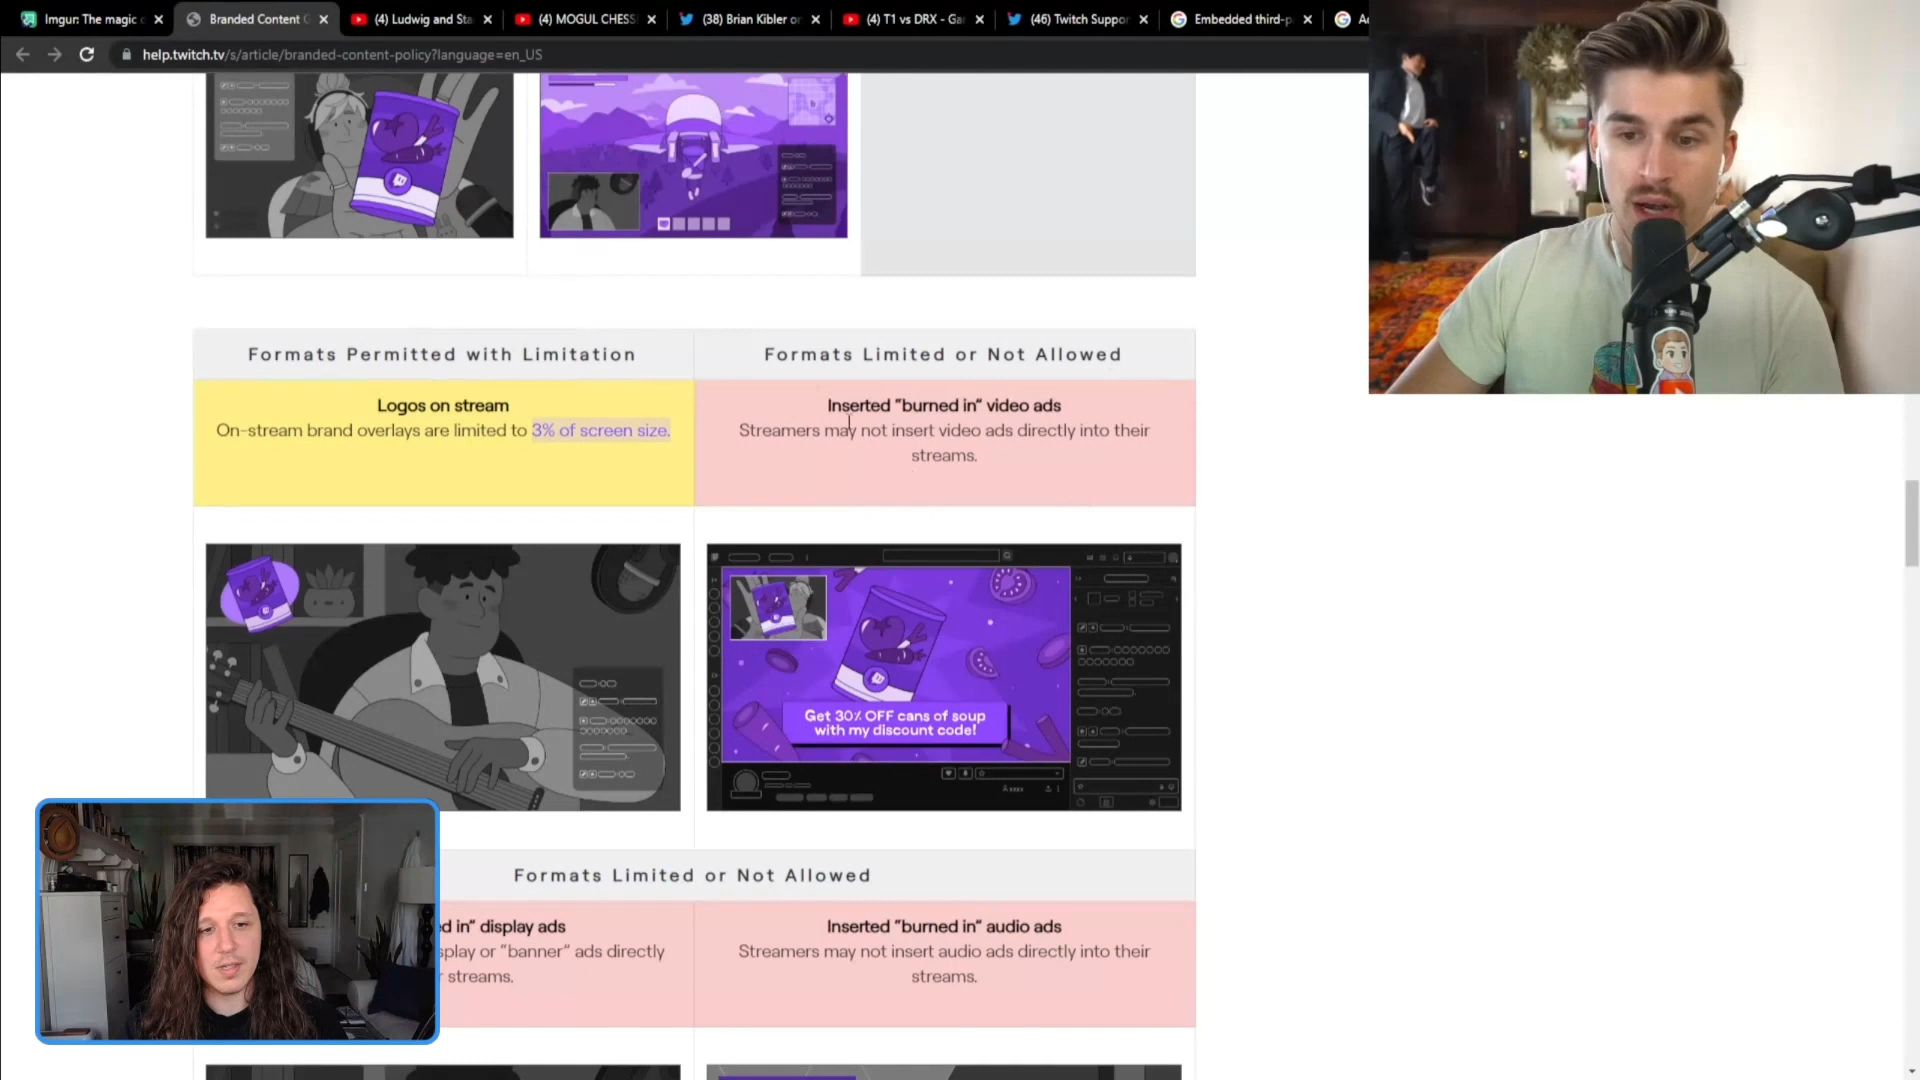 Imgur: The magic
Branded Content G
(4) Ludwig and Sta
(4) MOGUL CHESS
(38) Brian Kibler on
(4) T1 vs DRX - Ga
(46) Twitch Suppor
Embedded third-p
help.twitch.tv/s/article/branded-content-policy?language=en_US
Formats Permitted with Limitation
Formats Limited or Not Allowed
Logos on stream
On-stream brand overlays are limited to 3% of screen size.
Inserted “burned in” video ads
Streamers may not insert video ads directly into their
streams.
Get 30% OFF cans of soup
with my discount code!
Formats Limited or Not Allowed
ed in” display ads
splay or “banner” ads directly
r streams.
Inserted “burned in” audio ads
Streamers may not insert audio ads directly into their
streams.